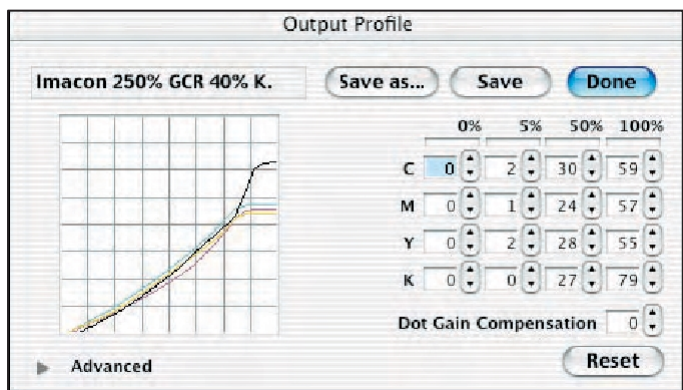 Output Profile
Imacon 250% GCR 40% K.
Save as...
Save
Done
0% 5% 50% 100%
C 0 2 30 59
M 0 1 24 57
Y 0 2 28 55
K 0 0 27 79
Dot Gain Compensation 0
Advanced
Reset